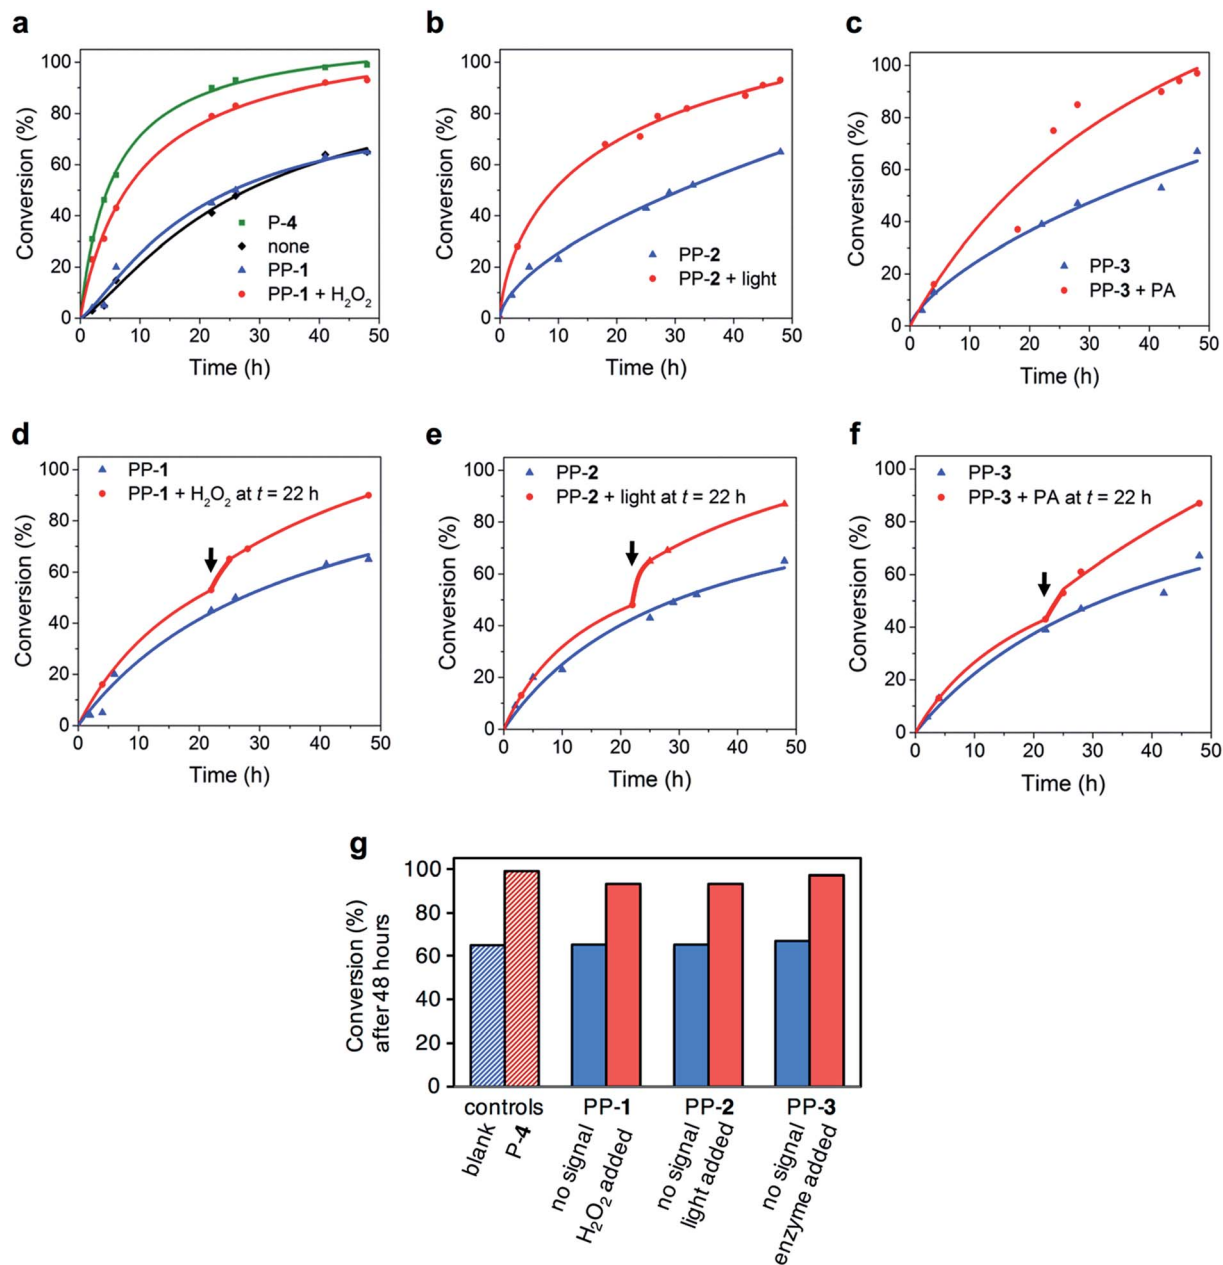 a
Conversion (%)
100
80
60
40
20
0
P-4
none
PP-1
PP-1 + H₂O₂
0 10 20 30 40 50
Time (h)
b
Conversion (%)
100
80
60
40
20
0
PP-2
PP-2 + light
0 10 20 30 40 50
Time (h)
c
Conversion (%)
100
80
60
40
20
0
PP-3
PP-3 + PA
0 10 20 30 40 50
Time (h)
d
Conversion (%)
100
80
60
40
20
0
PP-1
PP-1 + H₂O₂ at t = 22 h
0 10 20 30 40 50
Time (h)
e
Conversion (%)
100
80
60
40
20
0
PP-2
PP-2 + light at t = 22 h
0 10 20 30 40 50
Time (h)
f
Conversion (%)
100
80
60
40
20
0
PP-3
PP-3 + PA at t = 22 h
0 10 20 30 40 50
Time (h)
g
Conversion (%)
after 48 hours
100
80
60
40
20
0
controls
blank
P-4
PP-1
no signal
H₂O₂ added
PP-2
no signal
light added
PP-3
no signal
enzyme added